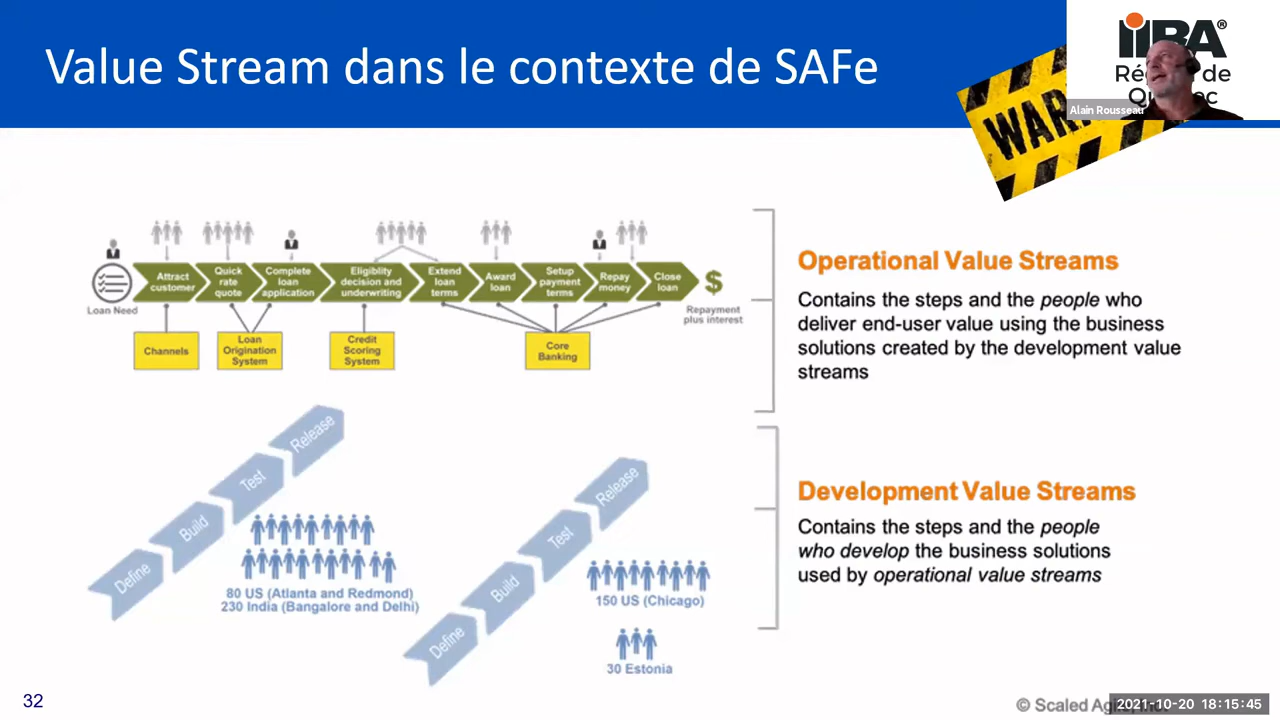 Value Stream dans le contexte de SAFe
iiBA®
de
Alain Rousseau
Loan Need
Attract
customer
Quick
rate
quote
Complete
loan
application
Eligiblity
decision and
underwriting
Extend
loan
terms
Award
loan
Setup
payment
terms
Repay
money
Close
loan
$
Repayment
plus interest
Channels
Loan
Origination
System
Credit
Scoring
System
Core
Banking
Operational Value Streams
Contains the steps and the people who
deliver end-user value using the business
solutions created by the development value
streams
Define
Build
Test
Release
80 US (Atlanta and Redmond)
230 India (Bangalore and Delhi)
Define
Build
Test
Release
150 US (Chicago)
30 Estonia
Development Value Streams
Contains the steps and the people
who develop the business solutions
used by operational value streams
32
© Scaled
2021-10-20 18:15:45